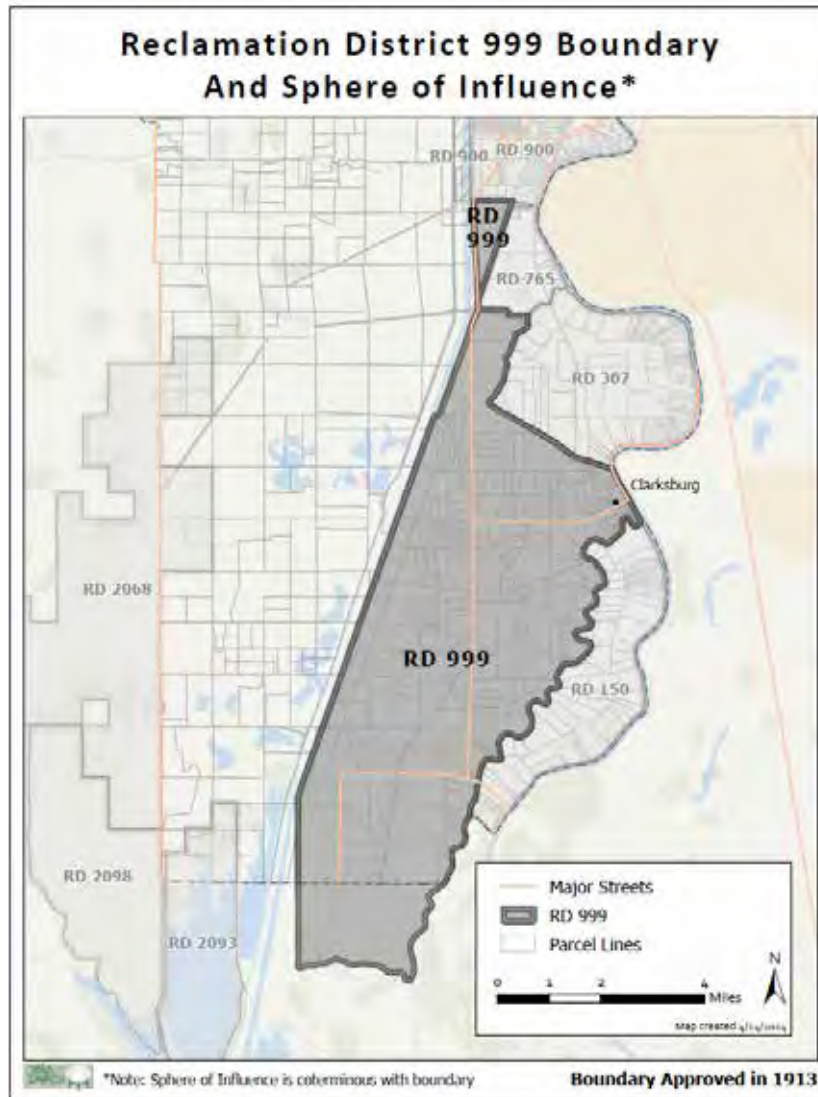 Reclamation District 999 Boundary
And Sphere of Influence*
RD 900
RD 900
RD
999
RD 765
RD 307
Clarksburg
RD 2068
RD 999
RD 150
RD 2098
RD 2093
Major Streets
RD 999
Parcel Lines
N
0 1 2 4
Miles
Map created
*Note: Sphere of Influence is coterminous with boundary
Boundary Approved in 1913